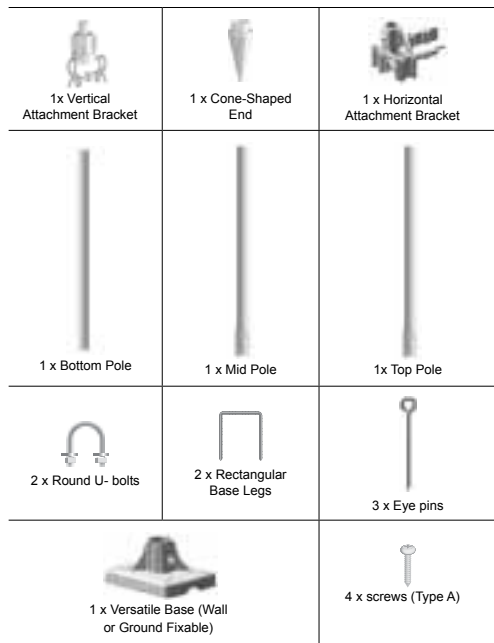 1x Vertical
Attachment Bracket
1 x Cone-Shaped
End
1 x Horizontal
Attachment Bracket
1 x Bottom Pole
1 x Mid Pole
1x Top Pole
2 x Round U- bolts
2 x Rectangular
Base Legs
3 x Eye pins
1 x Versatile Base (Wall
or Ground Fixable)
4 x screws (Type A)